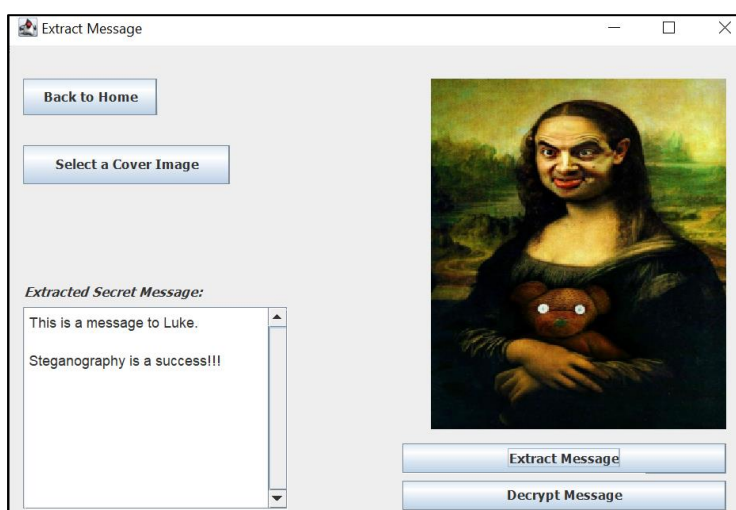 Extract Message
Back to Home
Select a Cover Image
Extracted Secret Message:
This is a message to Luke.
Steganography is a success!!!
Extract Message
Decrypt Message